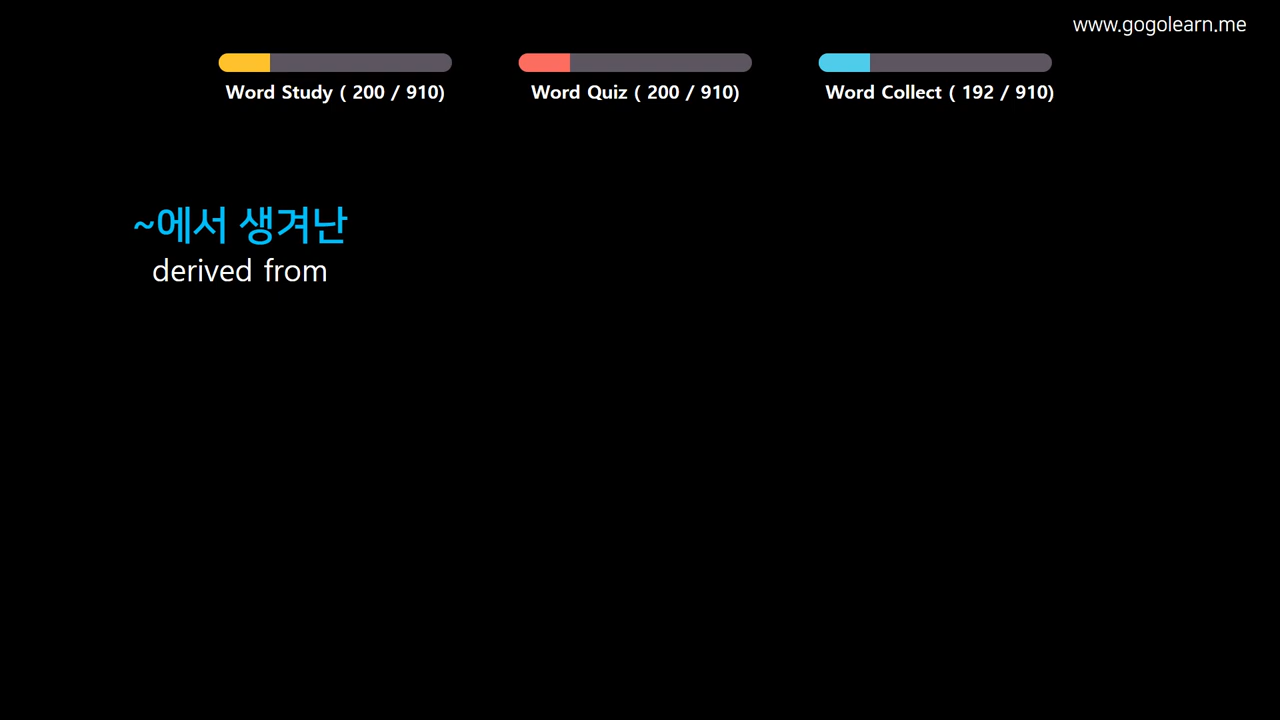 www.gogolearn.me
Word Study ( 200 / 910)
Word Quiz ( 200 / 910)
Word Collect ( 192 / 910)
~에서 생겨난
derived from